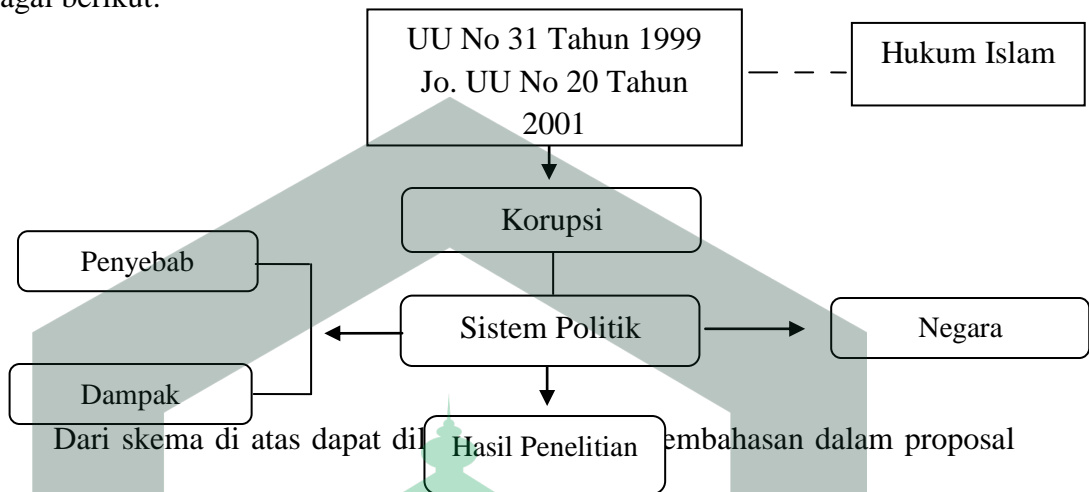 agai berikut:
UU No 31 Tahun 1999
Jo. UU No 20 Tahun
2001
Hukum Islam
Korupsi
Penyebab
Sistem Politik
Negara
Dampak
Hasil Penelitian
Dari skema di atas dapat dil embahasan dalam proposal